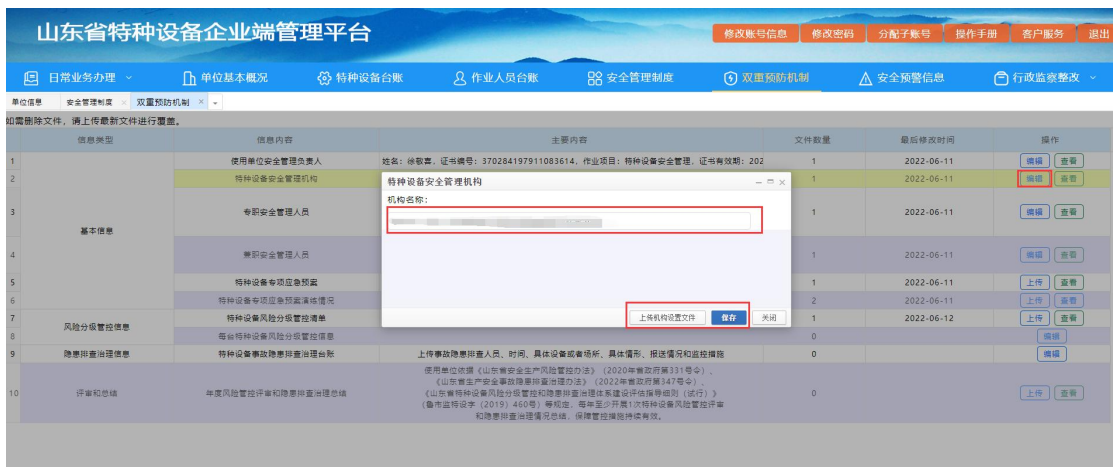 山东省特种设备企业端管理平台
修改账号信息 修改密码 分配子账号 操作手册 客户服务 退出
日常业务办理 单位基本概况 特种设备台账 作业人员台账 安全管理制度 双重预防机制 安全预警信息 行政监察整改
单位信息 安全管理制度 × 双重预防机制 ×
如需删除文件，请上传最新文件进行覆盖。
信息类型 信息内容 主要内容 文件数量 最后修改时间 操作
1 使用单位安全管理负责人 姓名：徐敬喜，证书编号：370284197911083614，作业项目：特种设备安全管理，证书有效期：202 1 2022-06-11 编辑 查看
2 特种设备安全管理机构 1 2022-06-11 编辑 查看
特种设备安全管理机构
机构名称：
3 专职安全管理人员 1 2022-06-11 编辑 查看
基本信息
4 兼职安全管理人员 1 2022-06-11 编辑 查看
5 特种设备专项应急预案 1 2022-06-11 上传 查看
6 特种设备专项应急预案演练情况 2 2022-06-11 上传 查看
7 特种设备风险分级管控清单 1 2022-06-12 上传 查看
上传机构设置文件 保存 关闭
风险分级管控信息
8 每台特种设备风险分级管控信息 0 编辑
9 隐患排查治理信息 特种设备事故隐患排查治理台账 上传事故隐患排查人员、时间、具体设备或者场所、具体情形、报送情况和监控措施 0 编辑
使用单位依据《山东省安全生产风险管控办法》（2020年省政府第331号令）、
《山东省生产安全事故隐患排查治理办法》（2022年省政府第347号令）、
10 评审和总结 年度风险管控评审和隐患排查治理总结 《山东省特种设备风险分级管控和隐患排查治理体系建设评估指导细则（试行）》 0 上传 查看
（鲁市监特设字（2019）460号）等规定，每年至少开展1次特种设备风险管控评审
和隐患排查治理情况总结，保障管控措施持续有效。